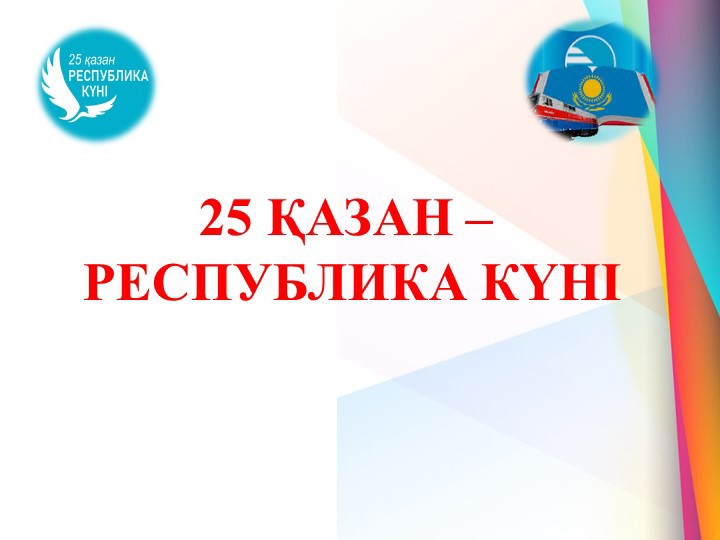 25 қазан
РЕСПУБЛИКА
КҮНІ
25 ҚАЗАН –
РЕСПУБЛИКА КҮНІ